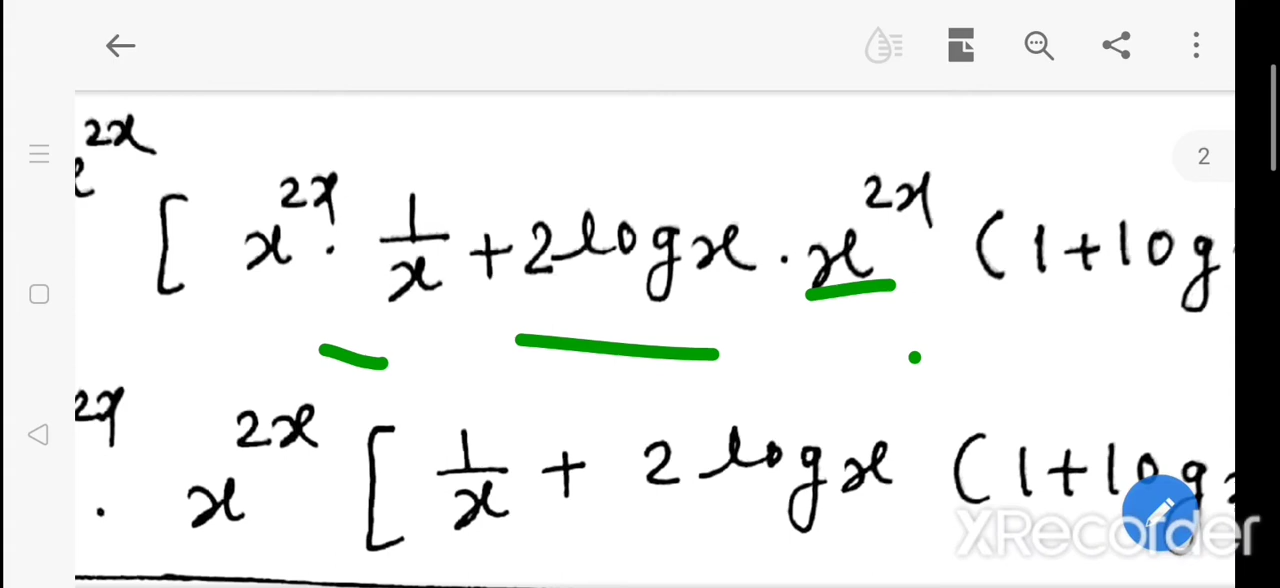 2
x^{2x} [ x^{2x} · 1/x + 2 log x · x^{2x} ( 1 + log
2x · x^{2x} [ 1/x + 2 log x ( 1 + log x
XRecorder